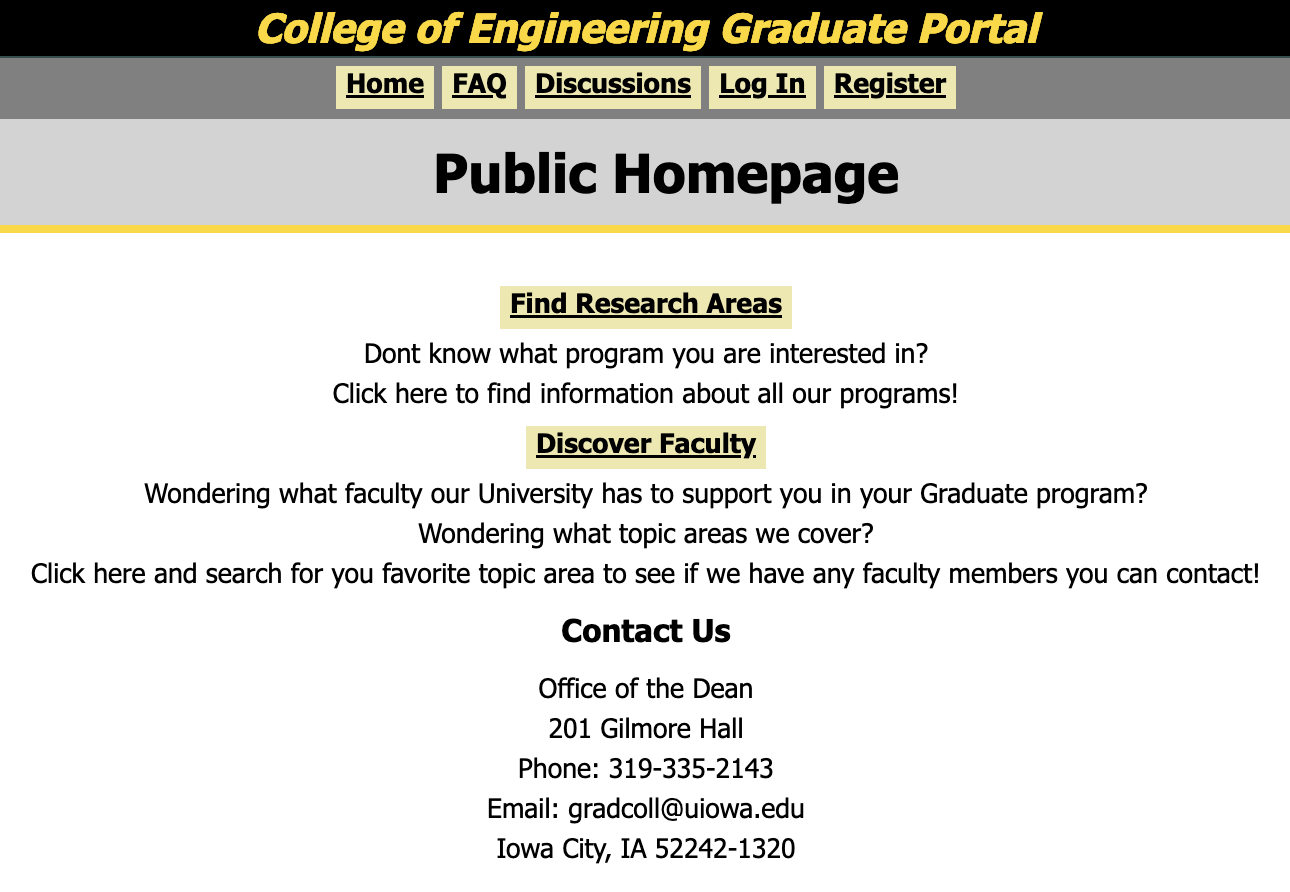 College of Engineering Graduate Portal
Home FAQ Discussions Log In Register
Public Homepage
Find Research Areas
Dont know what program you are interested in?
Click here to find information about all our programs!
Discover Faculty
Wondering what faculty our University has to support you in your Graduate program?
Wondering what topic areas we cover?
Click here and search for you favorite topic area to see if we have any faculty members you can contact!
Contact Us
Office of the Dean
201 Gilmore Hall
Phone: 319-335-2143
Email: gradcoll@uiowa.edu
Iowa City, IA 52242-1320